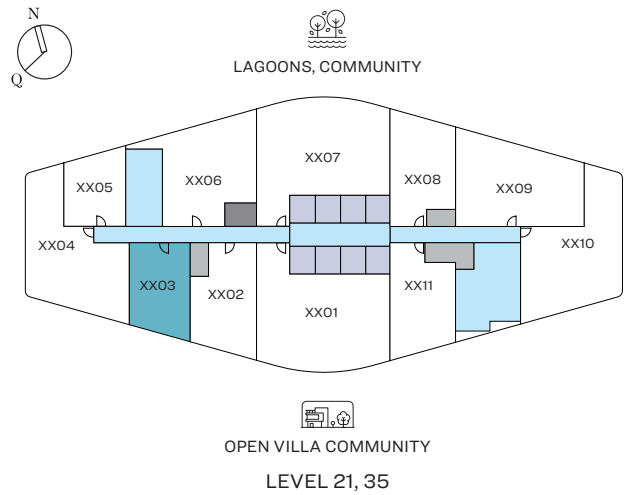 N
Q
LAGOONS, COMMUNITY
XX07
XX05
XX06
XX08
XX09
XX04
XX10
XX03
XX02
XX01
XX11
OPEN VILLA COMMUNITY
LEVEL 21, 35